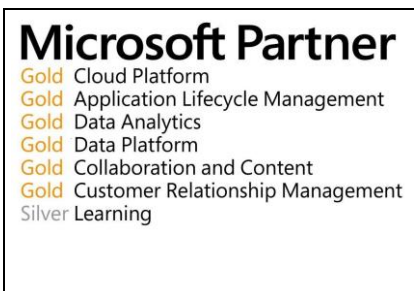 Microsoft Partner
Gold Cloud Platform
Gold Application Lifecycle Management
Gold Data Analytics
Gold Data Platform
Gold Collaboration and Content
Gold Customer Relationship Management
Silver Learning